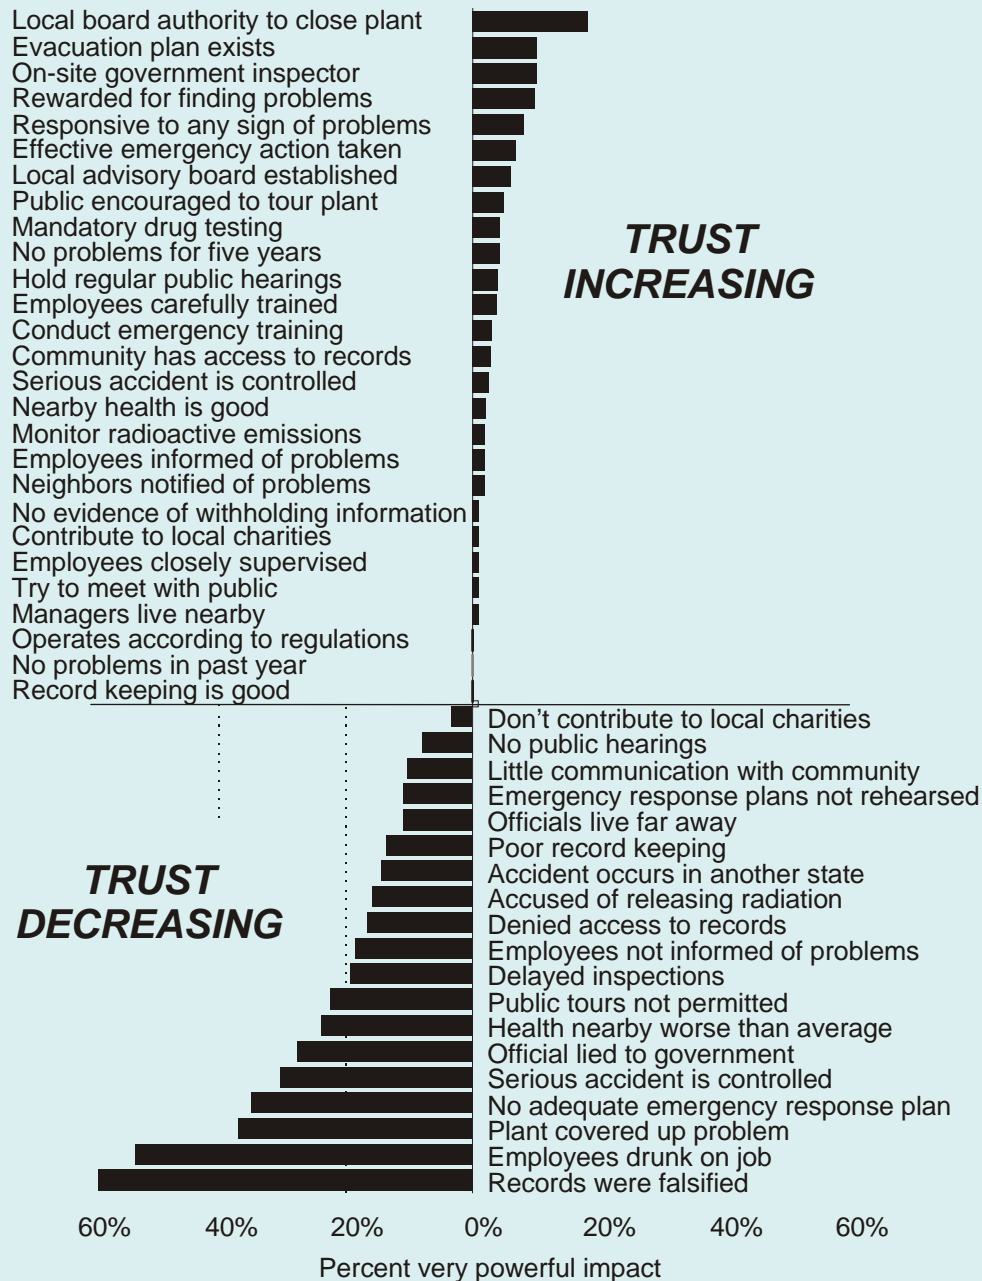 Local board authority to close plant
Evacuation plan exists
On-site government inspector
Rewarded for finding problems
Responsive to any sign of problems
Effective emergency action taken
Local advisory board established
Public encouraged to tour plant
Mandatory drug testing
No problems for five years
Hold regular public hearings
Employees carefully trained
Conduct emergency training
Community has access to records
Serious accident is controlled
Nearby health is good
Monitor radioactive emissions
Employees informed of problems
Neighbors notified of problems
No evidence of withholding information
Contribute to local charities
Employees closely supervised
Try to meet with public
Managers live nearby
Operates according to regulations
No problems in past year
Record keeping is good
TRUST
INCREASING
Don't contribute to local charities
No public hearings
Little communication with community
Emergency response plans not rehearsed
Officials live far away
Poor record keeping
Accident occurs in another state
Accused of releasing radiation
Denied access to records
Employees not informed of problems
Delayed inspections
Public tours not permitted
Health nearby worse than average
Official lied to government
Serious accident is controlled
No adequate emergency response plan
Plant covered up problem
Employees drunk on job
Records were falsified
TRUST
DECREASING
60% 40% 20% 0% 20% 40% 60%
Percent very powerful impact